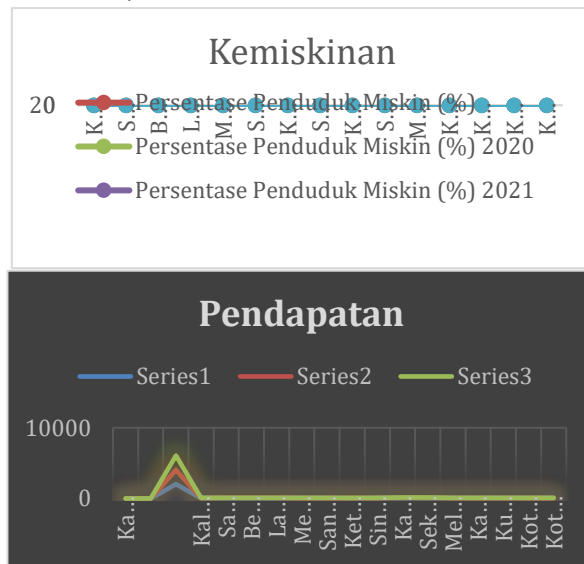 Kemiskinan
20
Persentase Penduduk Miskin (%)
K... S... B... L... M... S... K... S... K... S... M... K... K... K... K...
Persentase Penduduk Miskin (%) 2020
Persentase Penduduk Miskin (%) 2021
Pendapatan
Series1 Series2 Series3
10000
0
Ka... Kal... Sa... Be... La... Me... San... Ket... Sin... Ka... Sek... Mel... Ka... Ku... Kot... Kot...